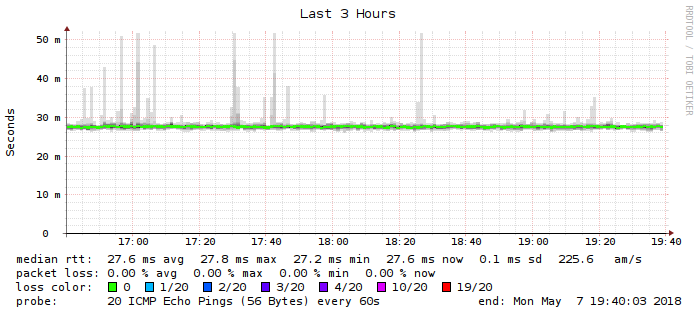 Last 3 Hours
RRDTOOL / TOBI OETIKER
Seconds
50 m
40 m
30 m
20 m
10 m
0
17:00 17:20 17:40 18:00 18:20 18:40 19:00 19:20 19:40
median rtt: 27.6 ms avg 27.8 ms max 27.2 ms min 27.6 ms now 0.1 ms sd 225.6 am/s
packet loss: 0.00 % avg 0.00 % max 0.00 % min 0.00 % now
loss color: 0 1/20 2/20 3/20 4/20 10/20 19/20
probe: 20 ICMP Echo Pings (56 Bytes) every 60s end: Mon May 7 19:40:03 2018